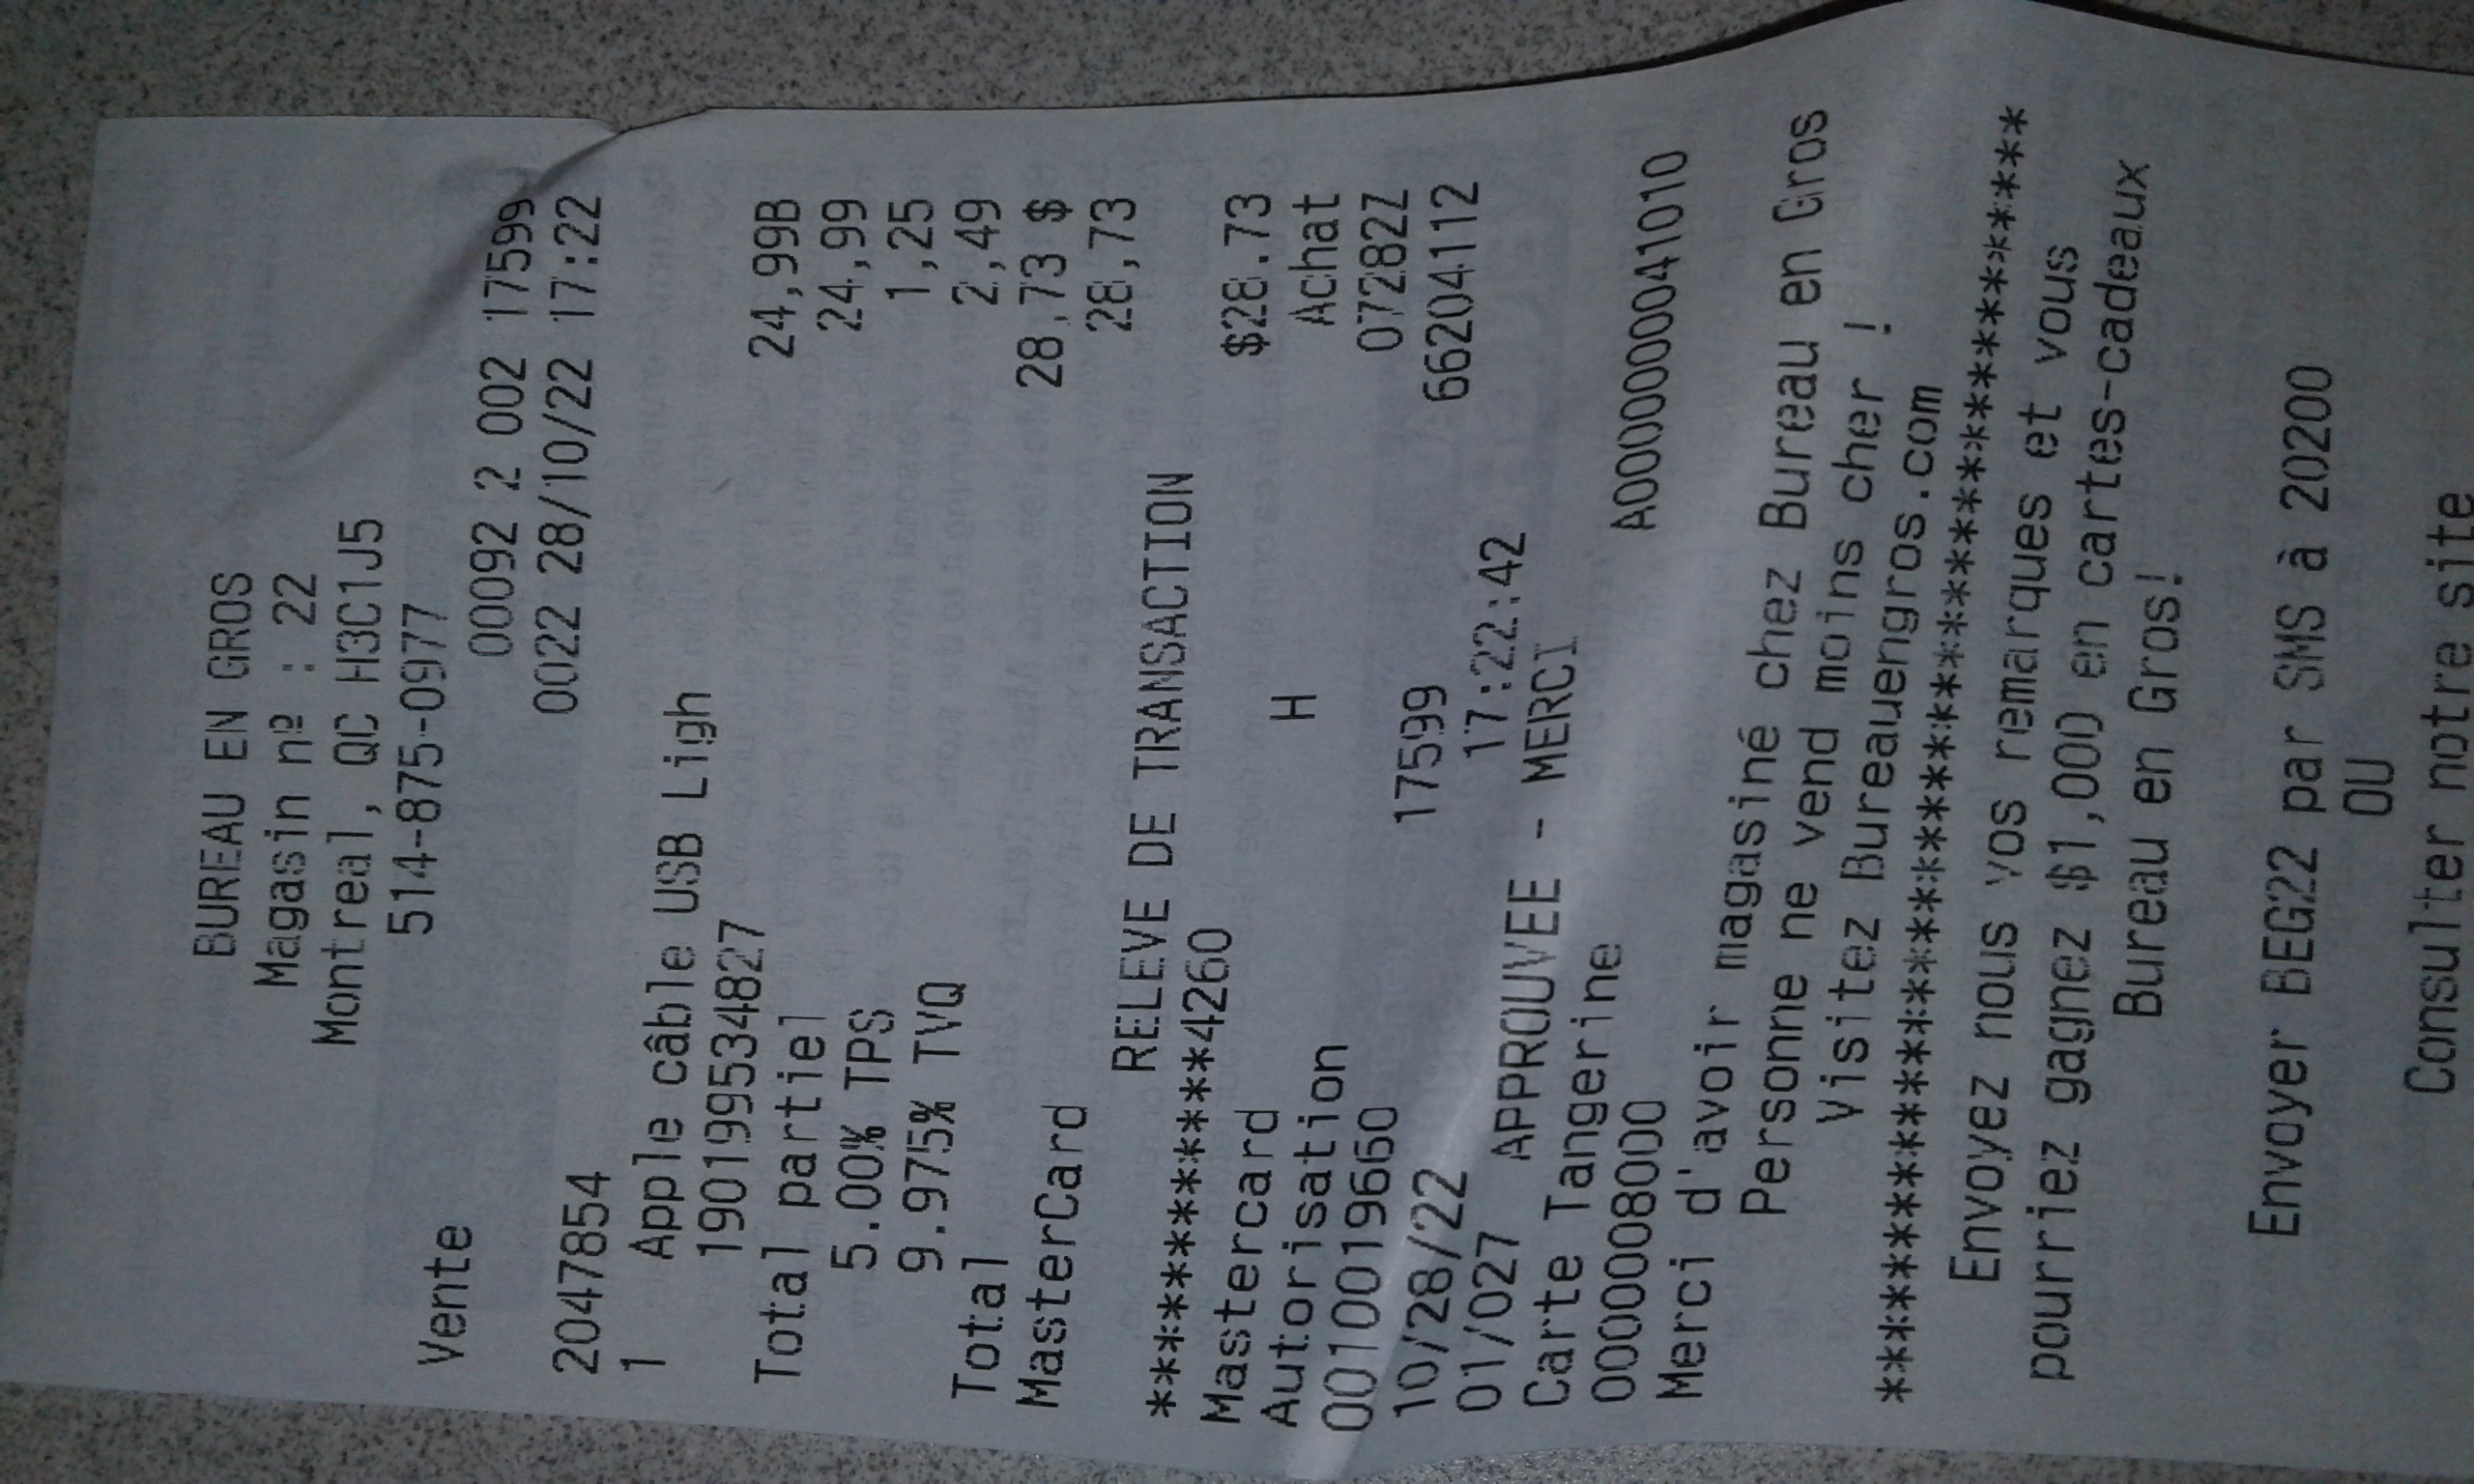 BUREAU EN GROS
Magasin nº : 22
Montreal, QC H3C1J5
514-875-0977
Vente 00092 2 002 17599
0022 28/10/22 17:22
2047854
1 Apple câble USB Ligh
190199534827 24,99B
Total partiel 24,99
5.00% TPS 1,25
9.975% TVQ 2,49
Total 28,73 $
MasterCard 28,73
RELEVE DE TRANSACTION
************4260
Mastercard $28.73
Autorisation H Achat
0010019660 07282Z
10/28/22 17599 66204112
01/027 17:22:42
APPROUVEE - MERCI
Carte Tangerine
0000008000 A0000000041010
Merci d'avoir magasiné chez Bureau en Gros
Personne ne vend moins cher !
Visitez Bureauengros.com
******************************************
Envoyez nous vos remarques et vous
pourriez gagnez $1,000 en cartes-cadeaux
Bureau en Gros!
Envoyer BEG22 par SMS à 20200
OU
Consulter notre site